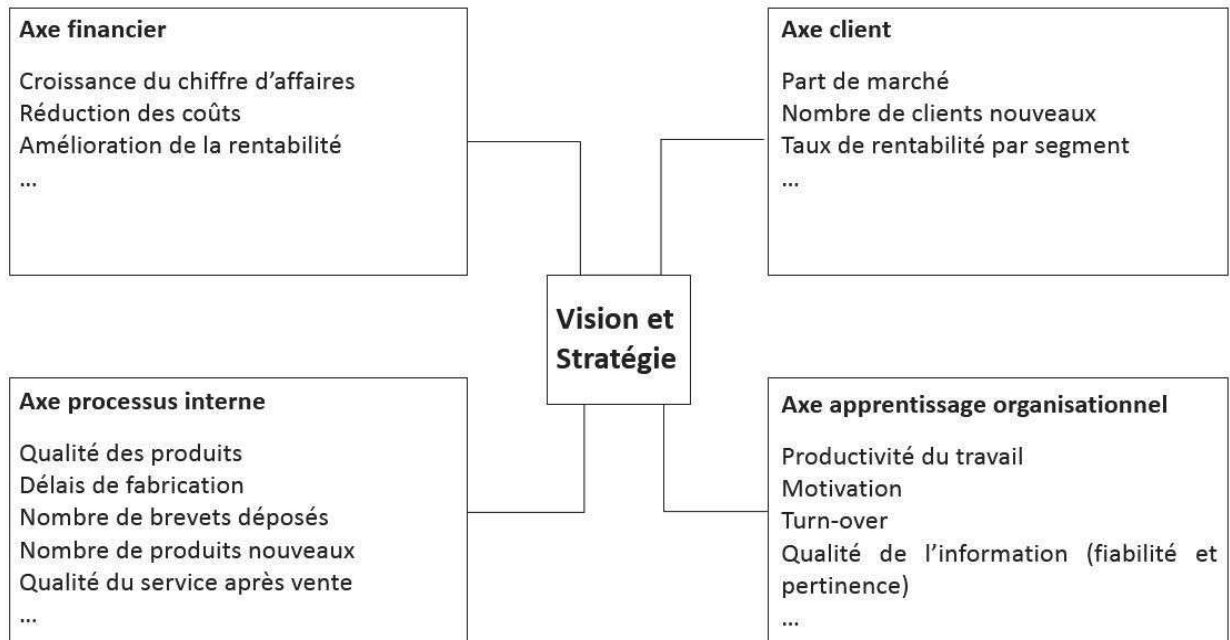 Axe financier
Croissance du chiffre d’affaires
Réduction des coûts
Amélioration de la rentabilité
...
Axe client
Part de marché
Nombre de clients nouveaux
Taux de rentabilité par segment
...
Vision et
Stratégie
Axe processus interne
Qualité des produits
Délais de fabrication
Nombre de brevets déposés
Nombre de produits nouveaux
Qualité du service après vente
...
Axe apprentissage organisationnel
Productivité du travail
Motivation
Turn-over
Qualité de l’information (fiabilité et
pertinence)
...